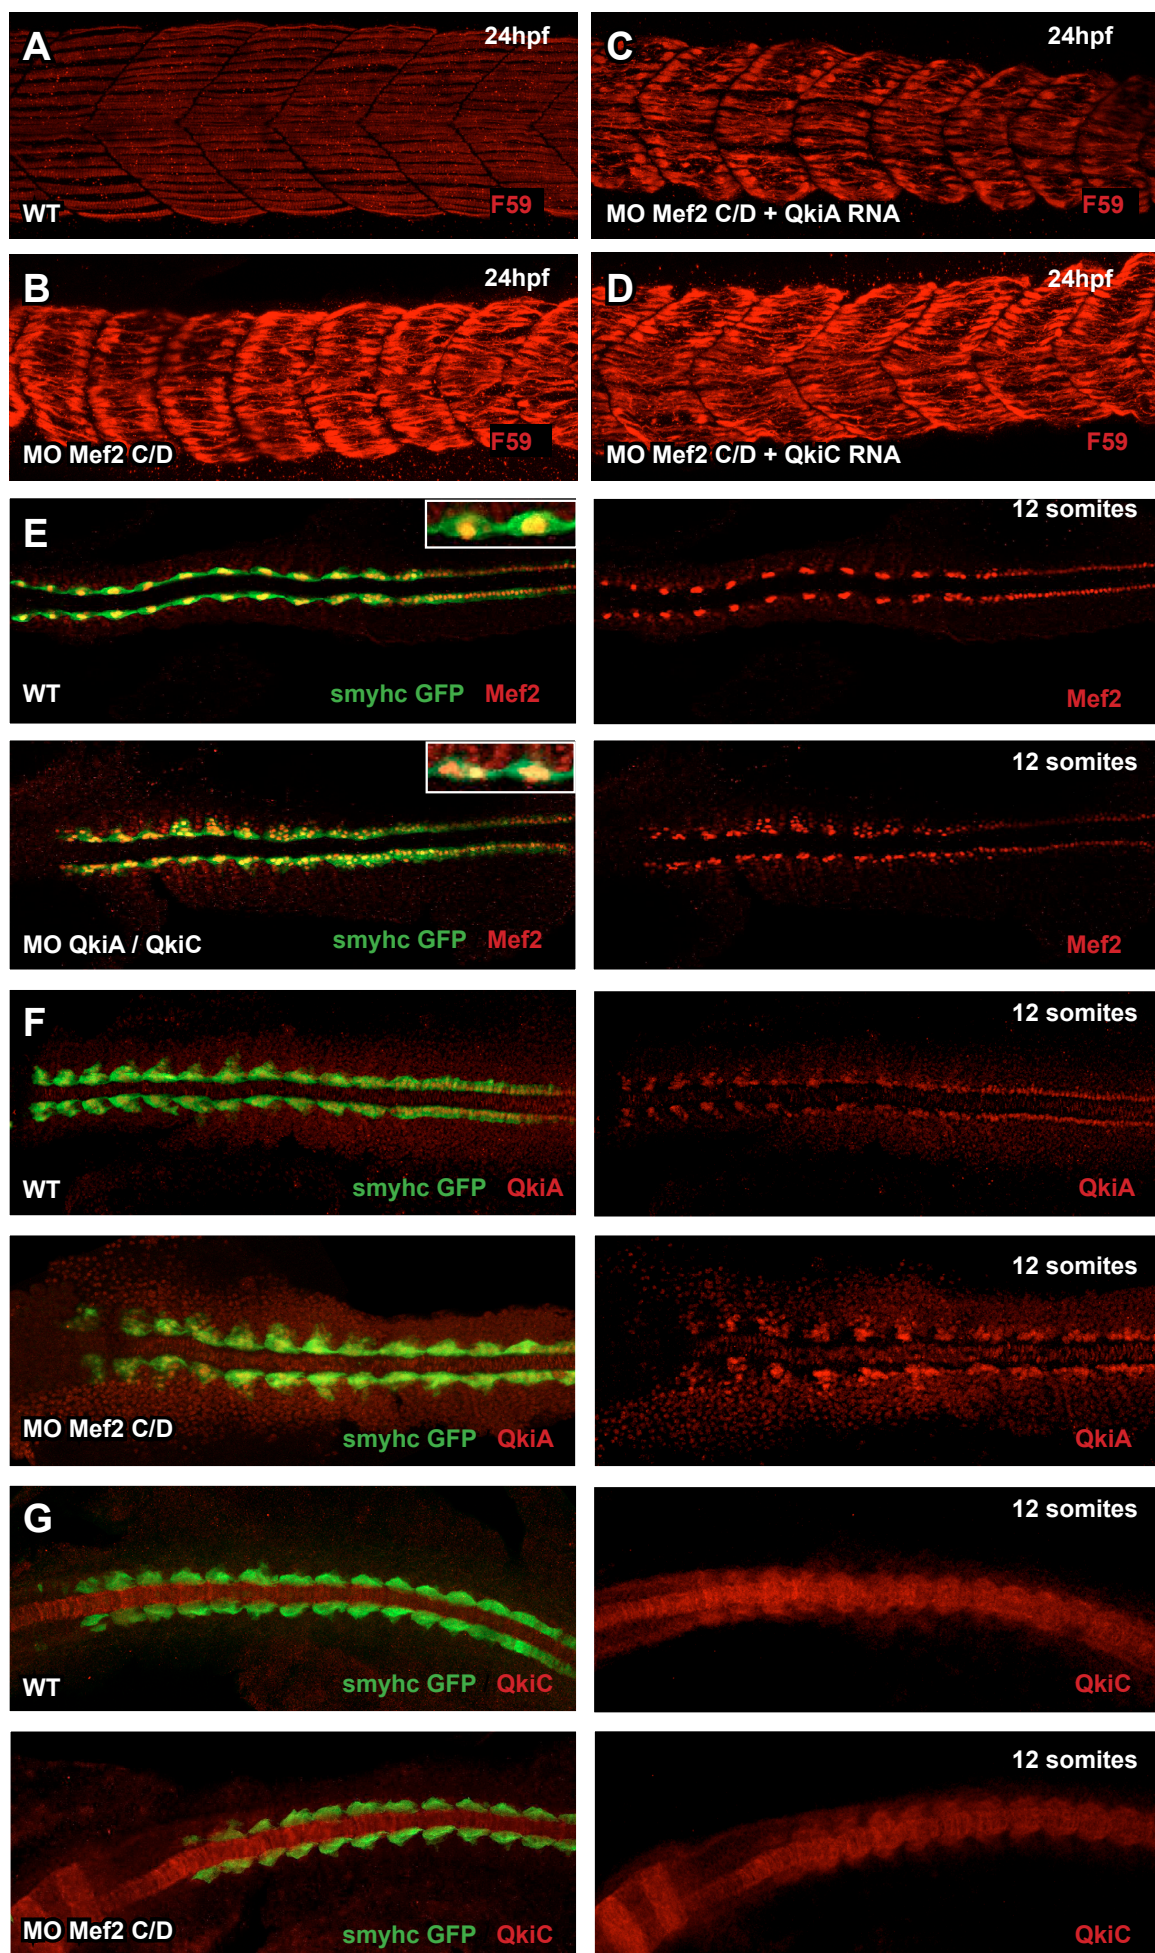 A
24hpf
WT
F59
C
24hpf
MO Mef2 C/D + QkiA RNA
F59
B
24hpf
MO Mef2 C/D
F59
D
24hpf
MO Mef2 C/D + QkiC RNA
F59
E
WT
smyhc GFP Mef2
12 somites
Mef2
MO QkiA / QkiC
smyhc GFP Mef2
12 somites
Mef2
F
WT
smyhc GFP QkiA
12 somites
QkiA
MO Mef2 C/D
smyhc GFP QkiA
12 somites
QkiA
G
WT
smyhc GFP QkiC
12 somites
QkiC
MO Mef2 C/D
smyhc GFP QkiC
12 somites
QkiC